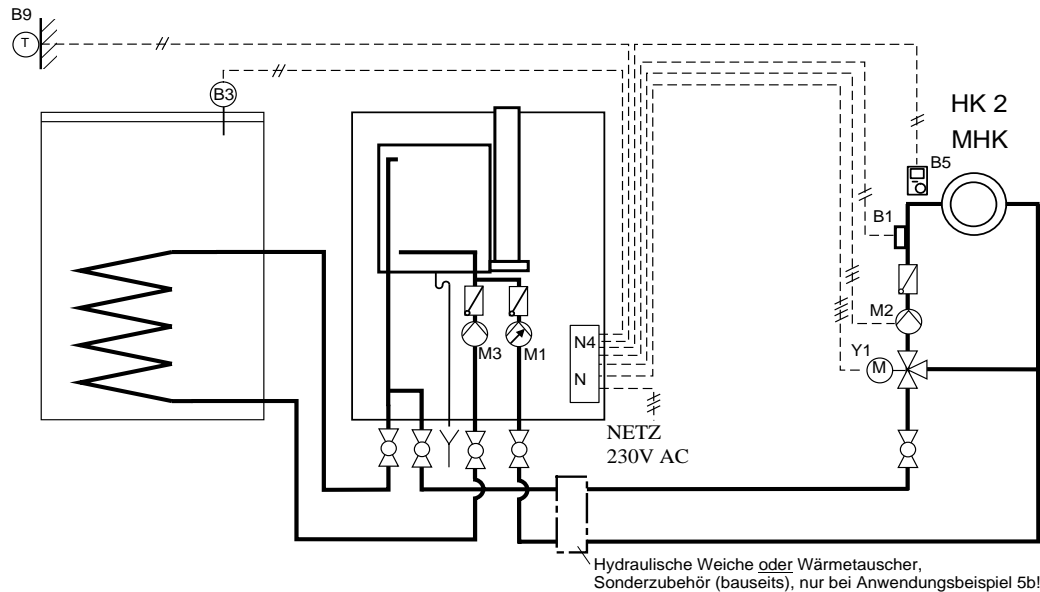 B9
T
B3
HK 2
MHK
B5
B1
M2
Y1
M
M3
M1
N4
N
NETZ
230V AC
Hydraulische Weiche oder Wärmetauscher,
Sonderzubehör (bauseits), nur bei Anwendungsbeispiel 5b!